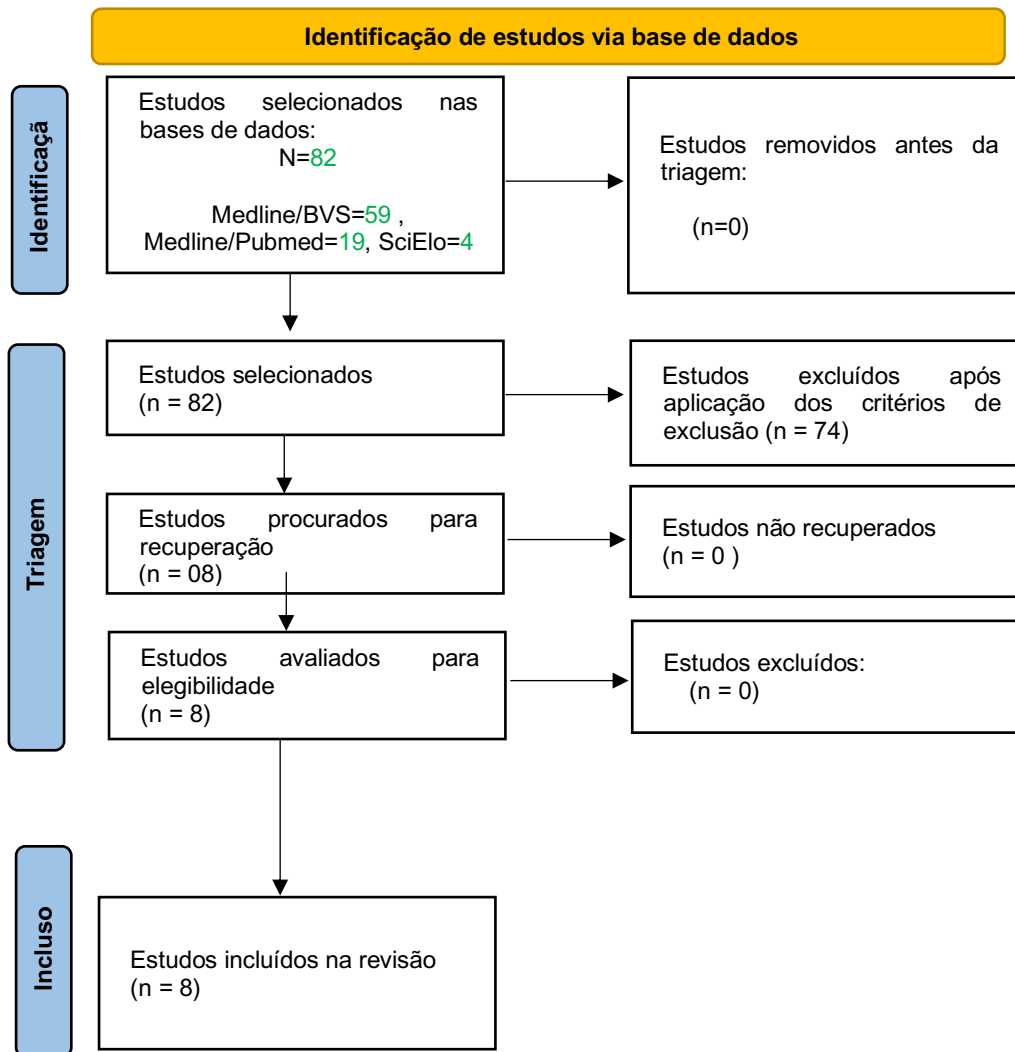 Identificação de estudos via base de dados
Identificaçã
Estudos selecionados nas
bases de dados:
N=82
Medline/BVS=59 ,
Medline/Pubmed=19, SciElo=4
Estudos removidos antes da
triagem:
(n=0)
Triagem
Estudos selecionados
(n = 82)
Estudos excluídos após
aplicação dos critérios de
exclusão (n = 74)
Estudos procurados para
recuperação
(n = 08)
Estudos não recuperados
(n = 0 )
Estudos avaliados para
elegibilidade
(n = 8)
Estudos excluídos:
(n = 0)
Incluso
Estudos incluídos na revisão
(n = 8)